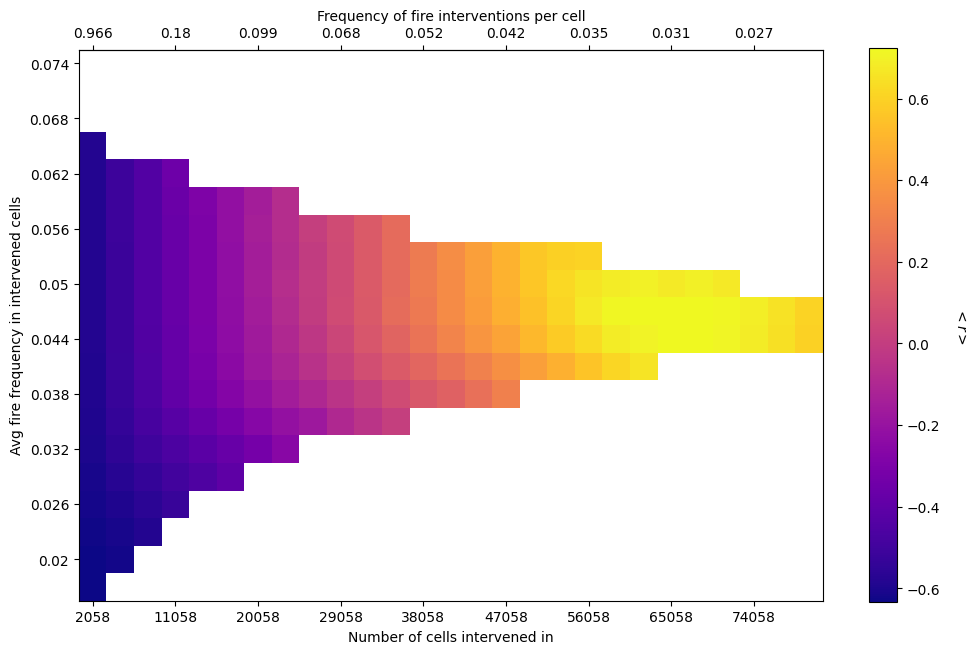 Frequency of fire interventions per cell
0.966 0.18 0.099 0.068 0.052 0.042 0.035 0.031 0.027
0.074
0.068
0.062
0.056
0.05
0.044
0.038
0.032
0.026
0.02
Avg fire frequency in intervened cells
2058 11058 20058 29058 38058 47058 56058 65058 74058
Number of cells intervened in
0.6
0.4
0.2
0.0
−0.2
−0.4
−0.6
< r >